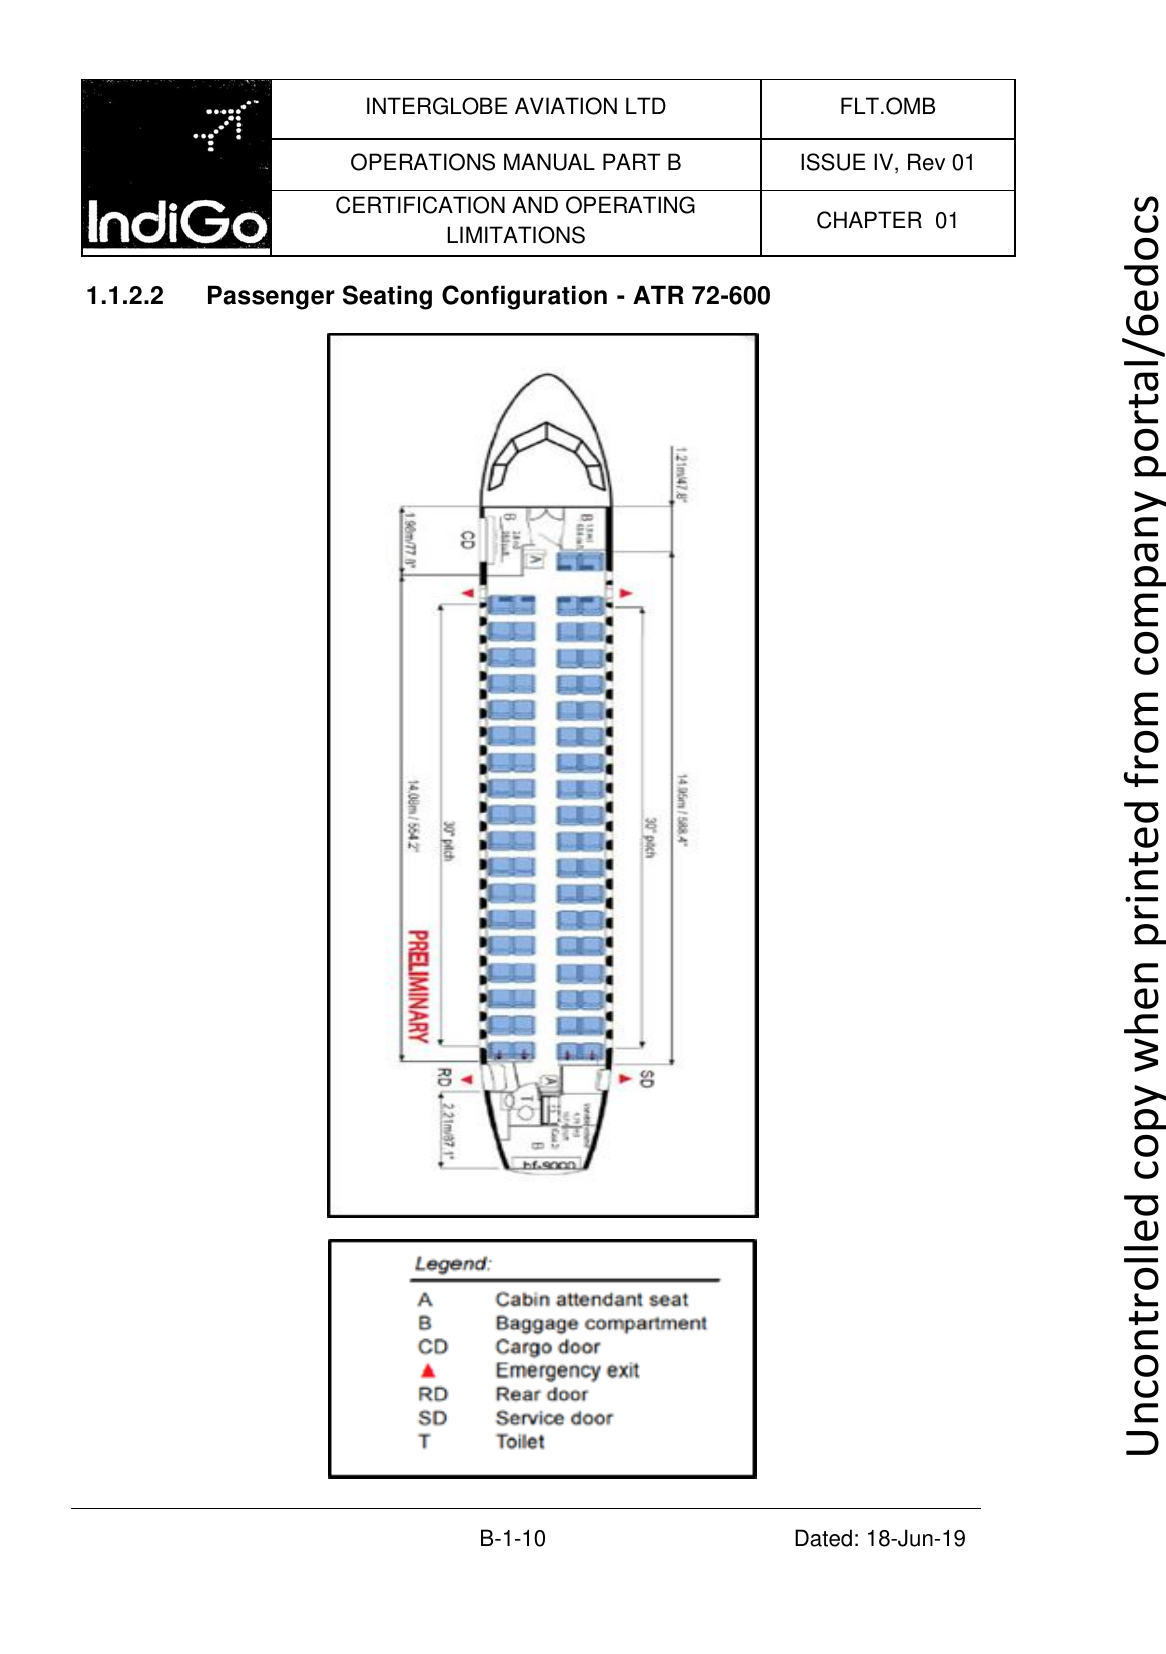 INTERGLOBE AVIATION LTD
FLT.OMB
OPERATIONS MANUAL PART B
ISSUE IV, Rev 01
IndiGo
CERTIFICATION AND OPERATING
LIMITATIONS
CHAPTER 01
1.1.2.2 Passenger Seating Configuration - ATR 72-600
1.21m/47.8"
1.98m/77.8"
CD
B
B
A
14.08m / 554.2"
30" pitch
30" pitch
14.95m / 588.4"
PRELIMINARY
RD
SD
A
T
B
2.21m/87.1"
Legend:
A Cabin attendant seat
B Baggage compartment
CD Cargo door
▲ Emergency exit
RD Rear door
SD Service door
T Toilet
B-1-10
Dated: 18-Jun-19
Uncontrolled copy when printed from company portal/6edocs